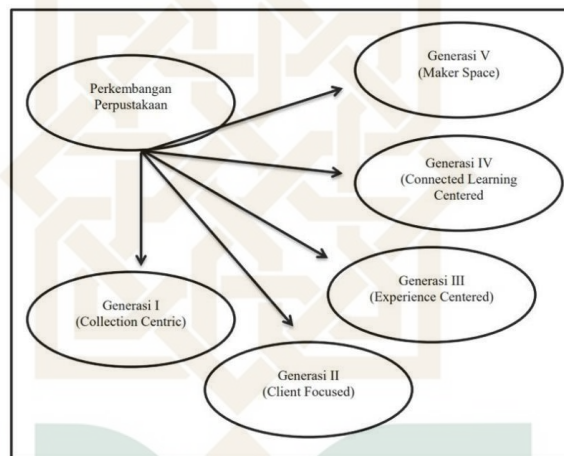 Perkembangan
Perpustakaan
Generasi V
(Maker Space)
Generasi IV
(Connected Learning
Centered
Generasi III
(Experience Centered)
Generasi I
(Collection Centric)
Generasi II
(Client Focused)